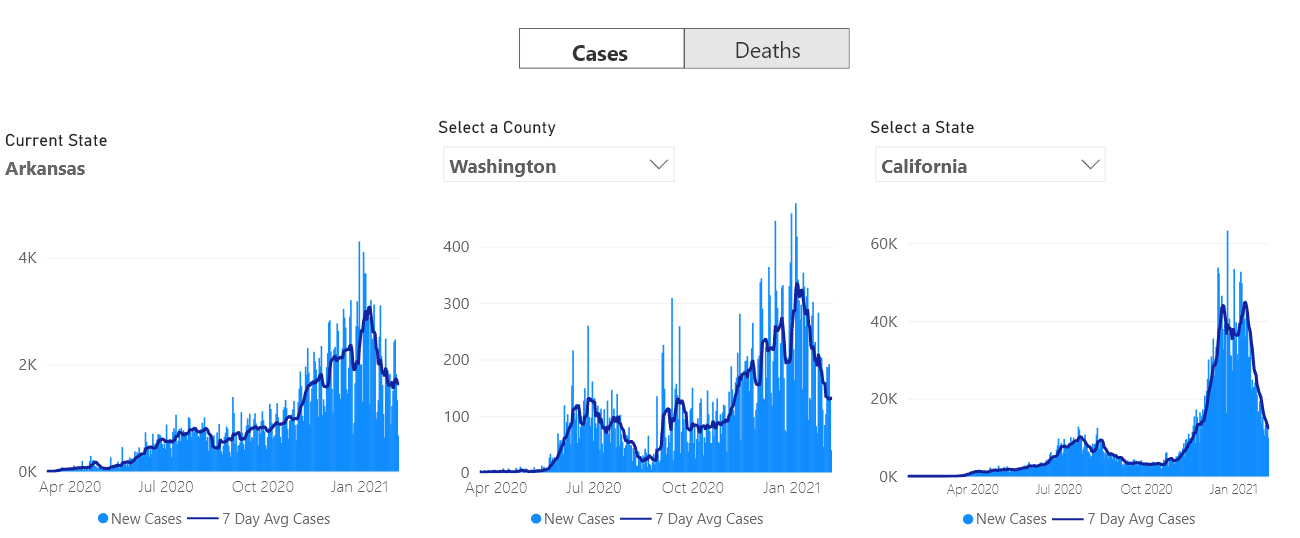 Cases Deaths
Current State
Arkansas
Select a County
Washington
Select a State
California
4K
2K
0K
Apr 2020 Jul 2020 Oct 2020 Jan 2021
New Cases 7 Day Avg Cases
400
300
200
100
0
Apr 2020 Jul 2020 Oct 2020 Jan 2021
New Cases 7 Day Avg Cases
60K
40K
20K
0K
Apr 2020 Jul 2020 Oct 2020 Jan 2021
New Cases 7 Day Avg Cases